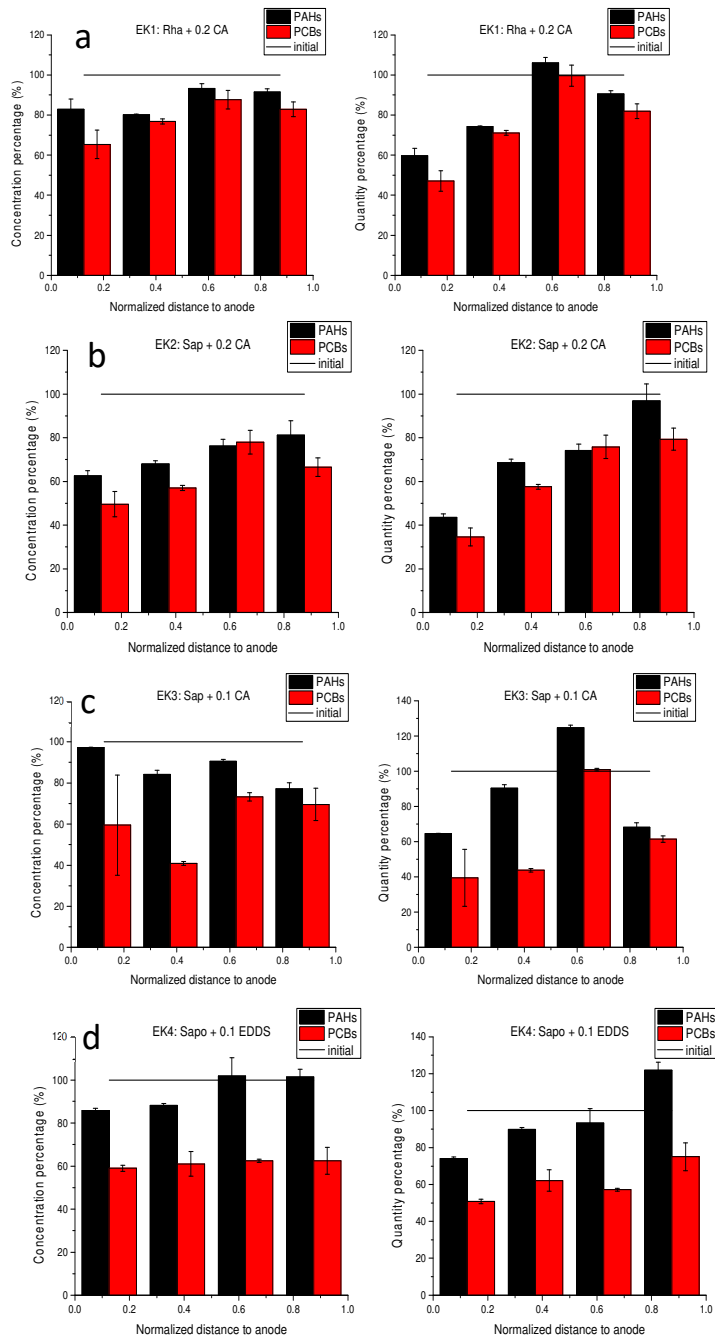 a
EK1: Rha + 0.2 CA
PAHs
PCBs
initial
120
100
80
60
40
20
0
Concentration percentage (%)
0.0 0.2 0.4 0.6 0.8 1.0
Normalized distance to anode
EK1: Rha + 0.2 CA
PAHs
PCBs
initial
120
100
80
60
40
20
0
Quantity percentage (%)
0.0 0.2 0.4 0.6 0.8 1.0
Normalized distance to anode
b
EK2: Sap + 0.2 CA
PAHs
PCBs
initial
120
100
80
60
40
20
0
Concentration percentage (%)
0.0 0.2 0.4 0.6 0.8 1.0
Normalized distance to anode
EK2: Sap + 0.2 CA
PAHs
PCBs
initial
120
100
80
60
40
20
0
Quantity percentage (%)
0.0 0.2 0.4 0.6 0.8 1.0
Normalized distance to anode
c
EK3: Sap + 0.1 CA
PAHs
PCBs
initial
120
100
80
60
40
20
0
Concentration percentage (%)
0.0 0.2 0.4 0.6 0.8 1.0
Normalized distance to anode
EK3: Sap + 0.1 CA
PAHs
PCBs
initial
140
120
100
80
60
40
20
0
Quantity percentage (%)
0.0 0.2 0.4 0.6 0.8 1.0
Normalized distance to anode
d
EK4: Sapo + 0.1 EDDS
PAHs
PCBs
initial
120
100
80
60
40
20
0
Concentration percentage (%)
0.0 0.2 0.4 0.6 0.8 1.0
Normalized distance to anode
EK4: Sapo + 0.1 EDDS
PAHs
PCBs
initial
140
120
100
80
60
40
20
0
Quantity percentage (%)
0.0 0.2 0.4 0.6 0.8 1.0
Normalized distance to anode